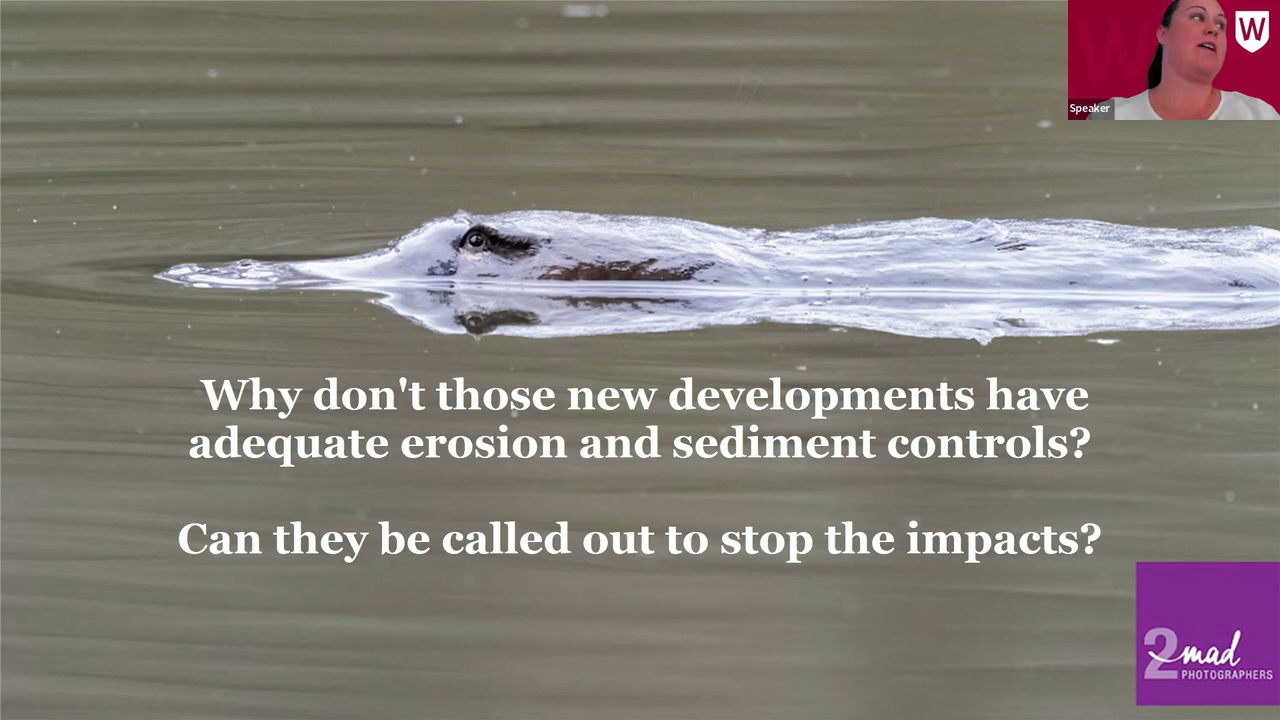 W
Speaker
Why don't those new developments have
adequate erosion and sediment controls?
Can they be called out to stop the impacts?
2mad
PHOTOGRAPHERS